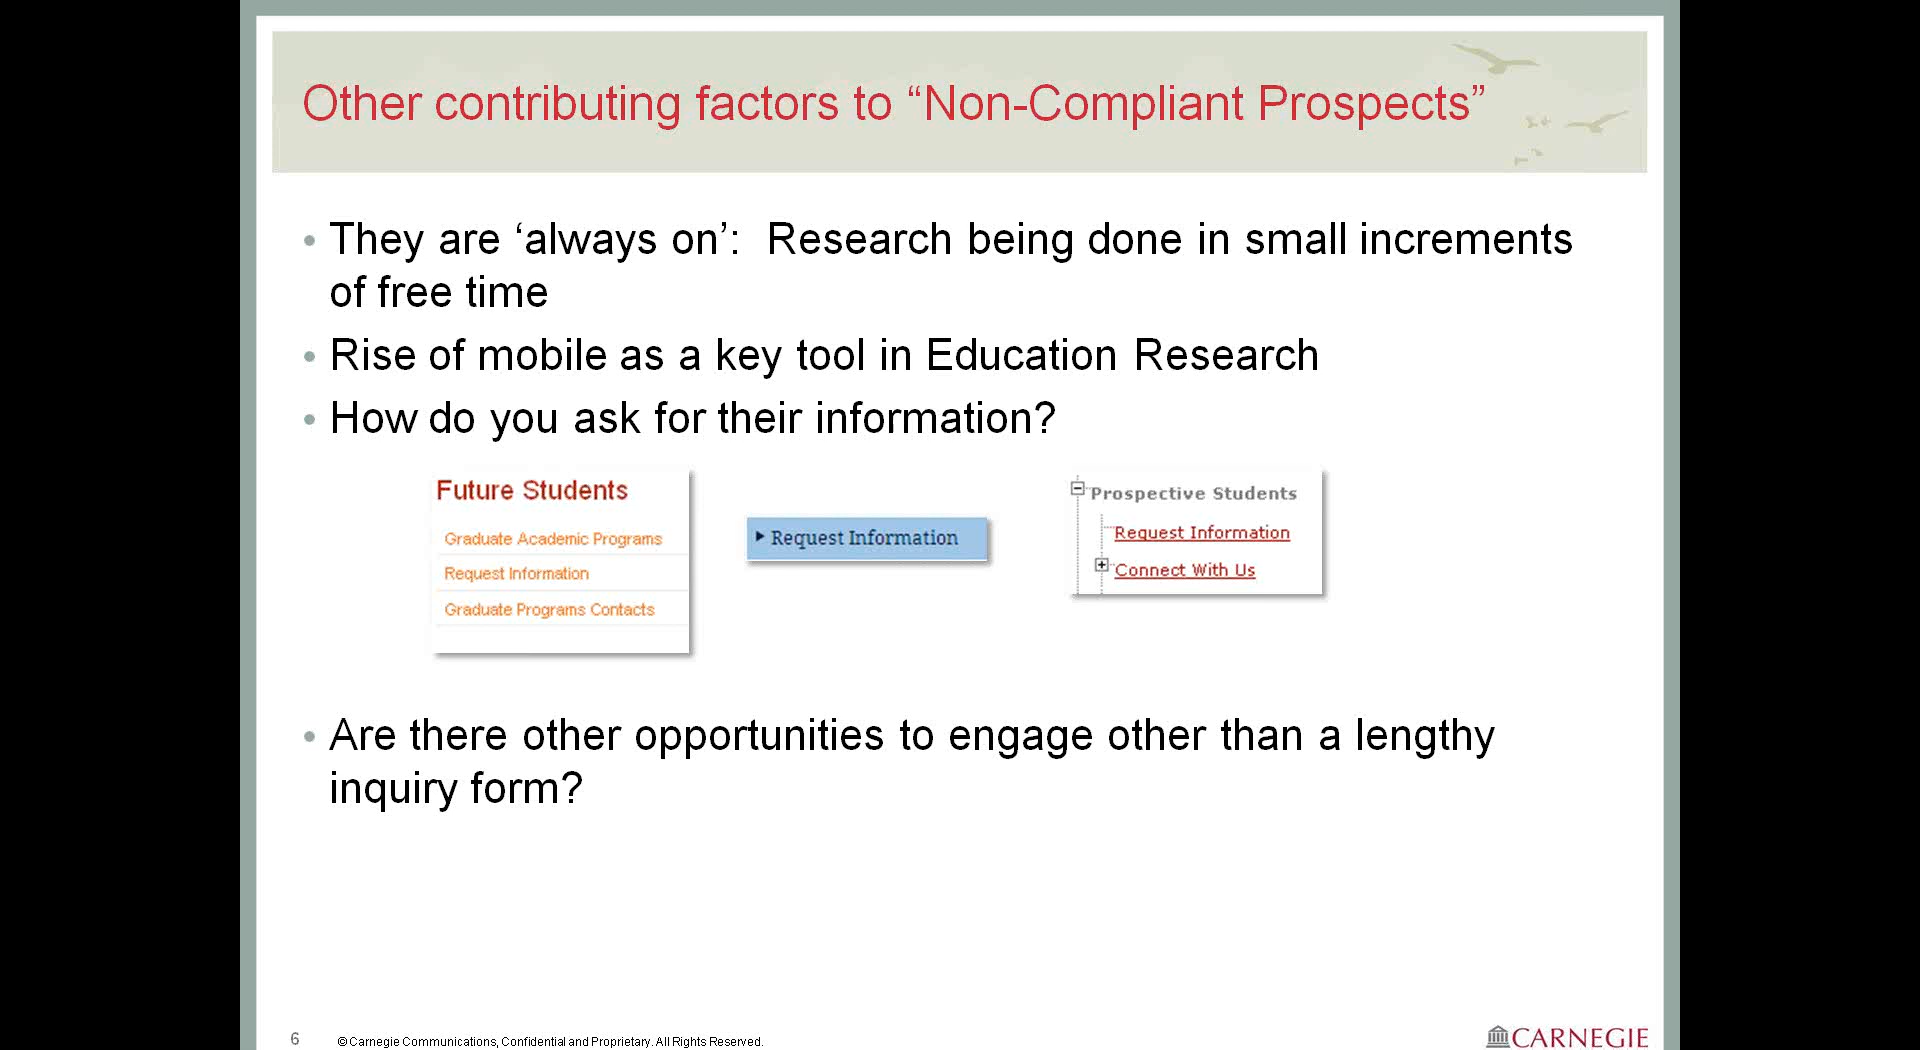 Other contributing factors to “Non-Compliant Prospects”
• They are ‘always on’:  Research being done in small increments
of free time
• Rise of mobile as a key tool in Education Research
• How do you ask for their information?
Future Students
Graduate Academic Programs
Request Information
Graduate Programs Contacts
Request Information
Prospective Students
Request Information
Connect With Us
• Are there other opportunities to engage other than a lengthy
inquiry form?
6
© Carnegie Communications, Confidential and Proprietary. All Rights Reserved.
CARNEGIE